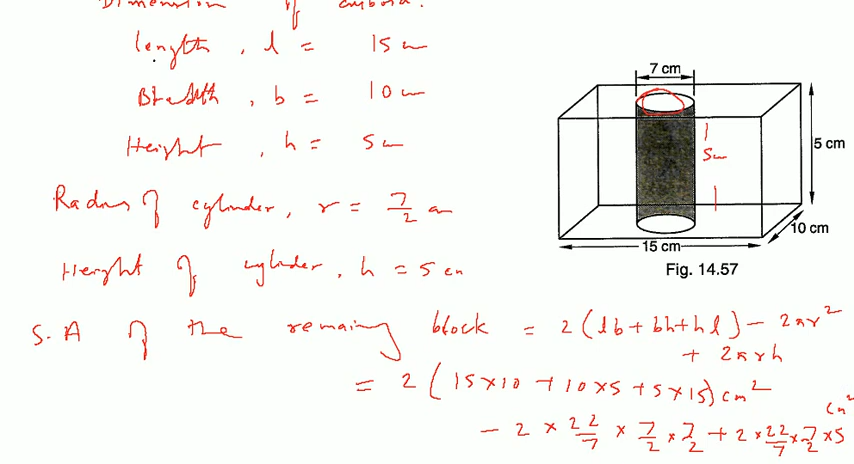 Dimension of cuboid.
length, l = 15 cm
Breadth, b = 10 cm
Height, h = 5 cm
Radius of cylinder, r = 7/2 cm
Height of cylinder, h = 5 cm
7 cm
5 cm
5 cm
10 cm
15 cm
Fig. 14.57
S.A of the remaining block = 2 (lb + bh + hl) - 2πr²
+ 2πrh
= 2 (15×10 + 10×5 + 5×15) cm²
- 2 × 22/7 × 7/2 × 7/2 + 2 × 22/7 × 7/2 × 5 cm²